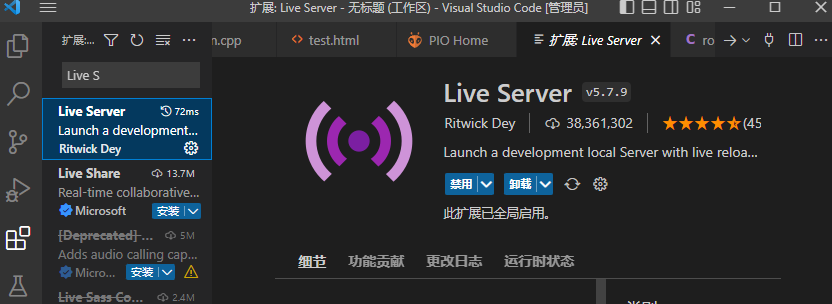 扩展: Live Server - 无标题 (工作区) - Visual Studio Code [管理员]
扩展:...
n.cpp
test.html
PIO Home
扩展: Live Server
ro
Live S
Live Server 72ms
Launch a development...
Ritwick Dey
Live Share 13.7M
Real-time collaborative...
Microsoft 安装
[Deprecated] -... 5M
Adds audio calling cap...
Micro... 安装
Live Sass Co... 2.4M
Live Server v5.7.9
Ritwick Dey 38,361,302 (45
Launch a development local Server with live reloa...
禁用 卸载
此扩展已全局启用。
细节 功能贡献 更改日志 运行时状态